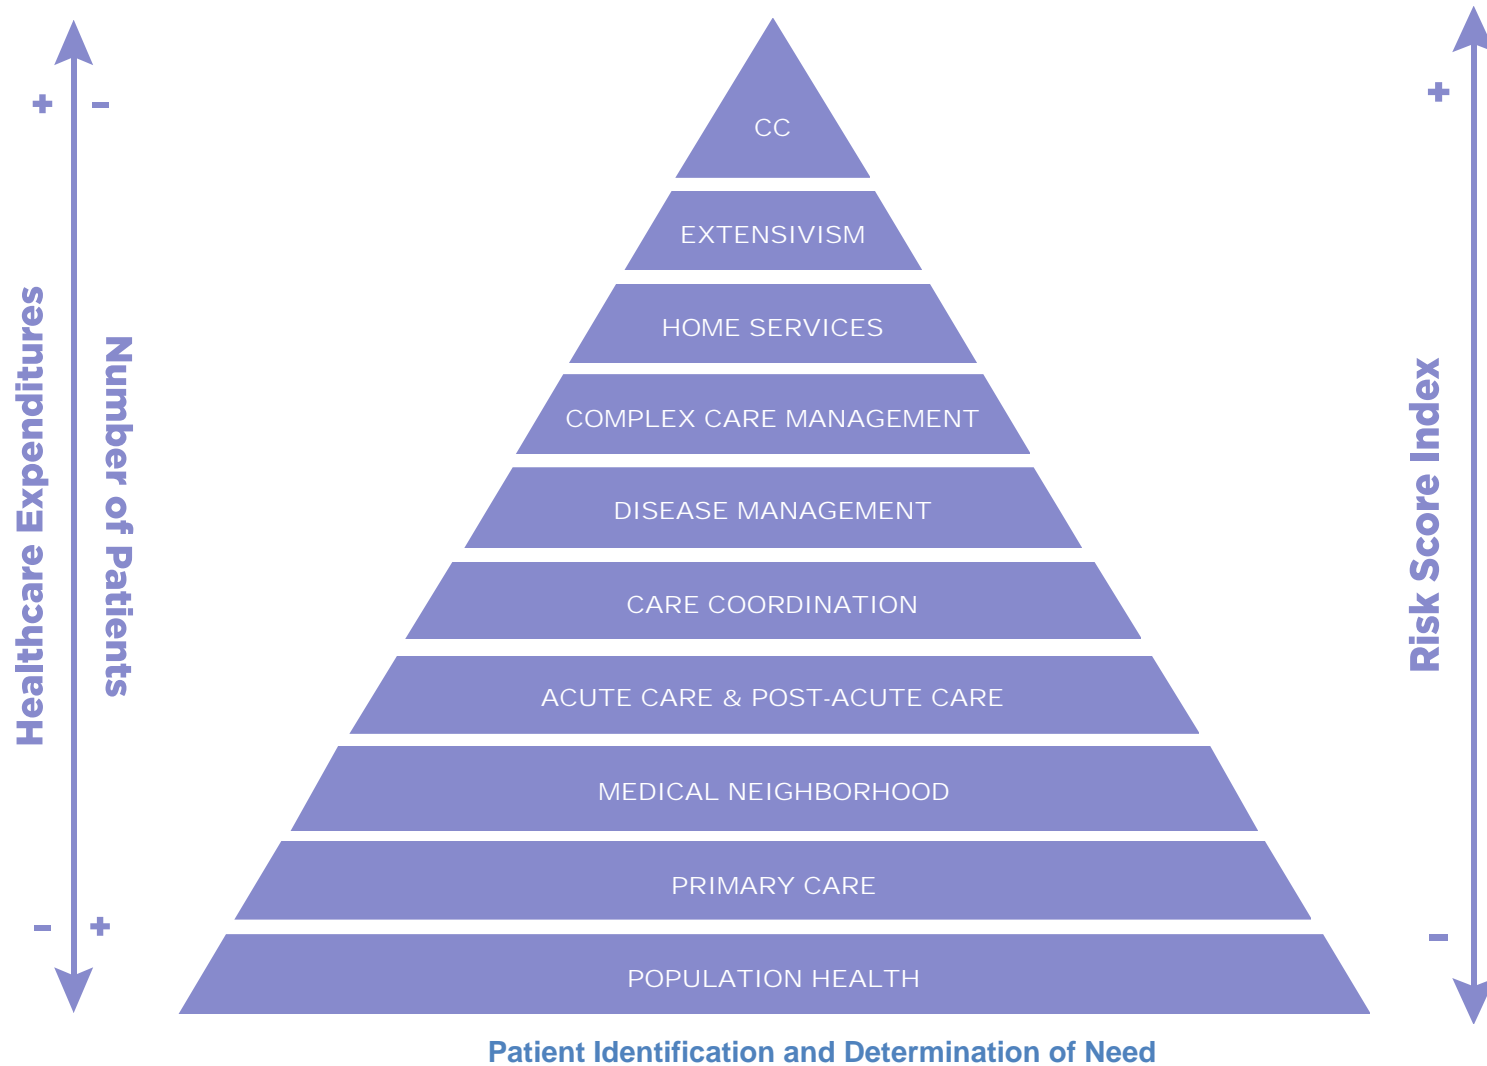 +
–
+
CC
EXTENSIVISM
HOME SERVICES
COMPLEX CARE MANAGEMENT
DISEASE MANAGEMENT
CARE COORDINATION
ACUTE CARE & POST-ACUTE CARE
MEDICAL NEIGHBORHOOD
PRIMARY CARE
POPULATION HEALTH
Healthcare Expenditures
Number of Patients
Risk Score Index
–
+
–
Patient Identification and Determination of Need